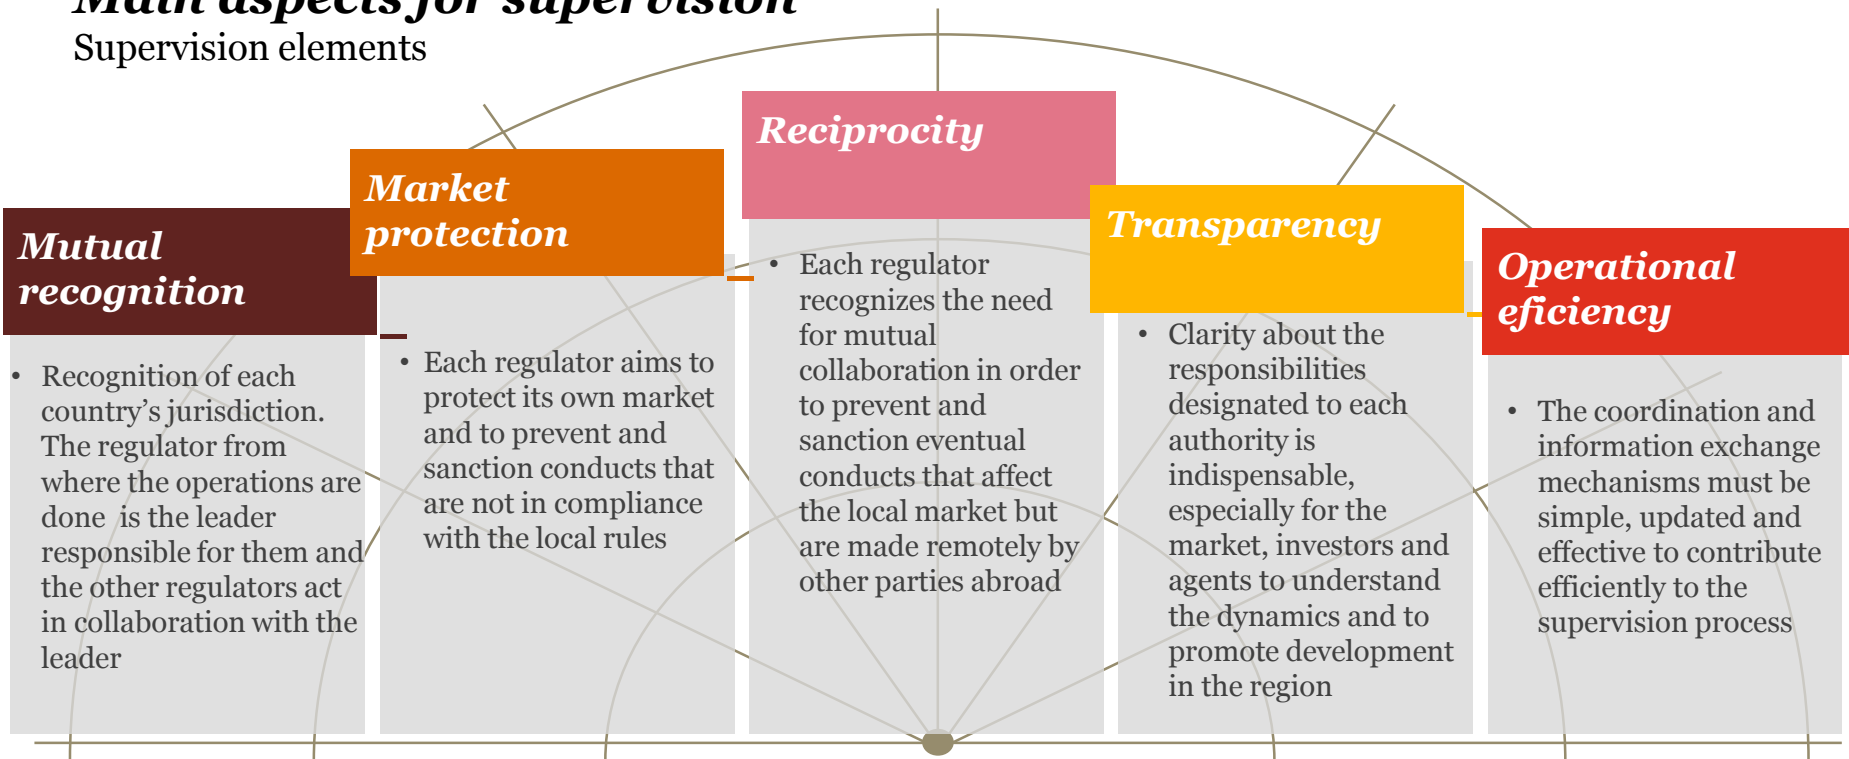 Main aspects for supervision
Supervision elements
Mutual
recognition
• Recognition of each
country’s jurisdiction.
The regulator from
where the operations are
done  is the leader
responsible for them and
the other regulators act
in collaboration with the
leader
Market
protection
• Each regulator aims to
protect its own market
and to prevent and
sanction conducts that
are not in compliance
with the local rules
Reciprocity
• Each regulator
recognizes the need
for mutual
collaboration in order
to prevent and
sanction eventual
conducts that affect
the local market but
are made remotely by
other parties abroad
Transparency
• Clarity about the
responsibilities
designated to each
authority is
indispensable,
especially for the
market, investors and
agents to understand
the dynamics and to
promote development
in the region
Operational
eficiency
• The coordination and
information exchange
mechanisms must be
simple, updated and
effective to contribute
efficiently to the
supervision process